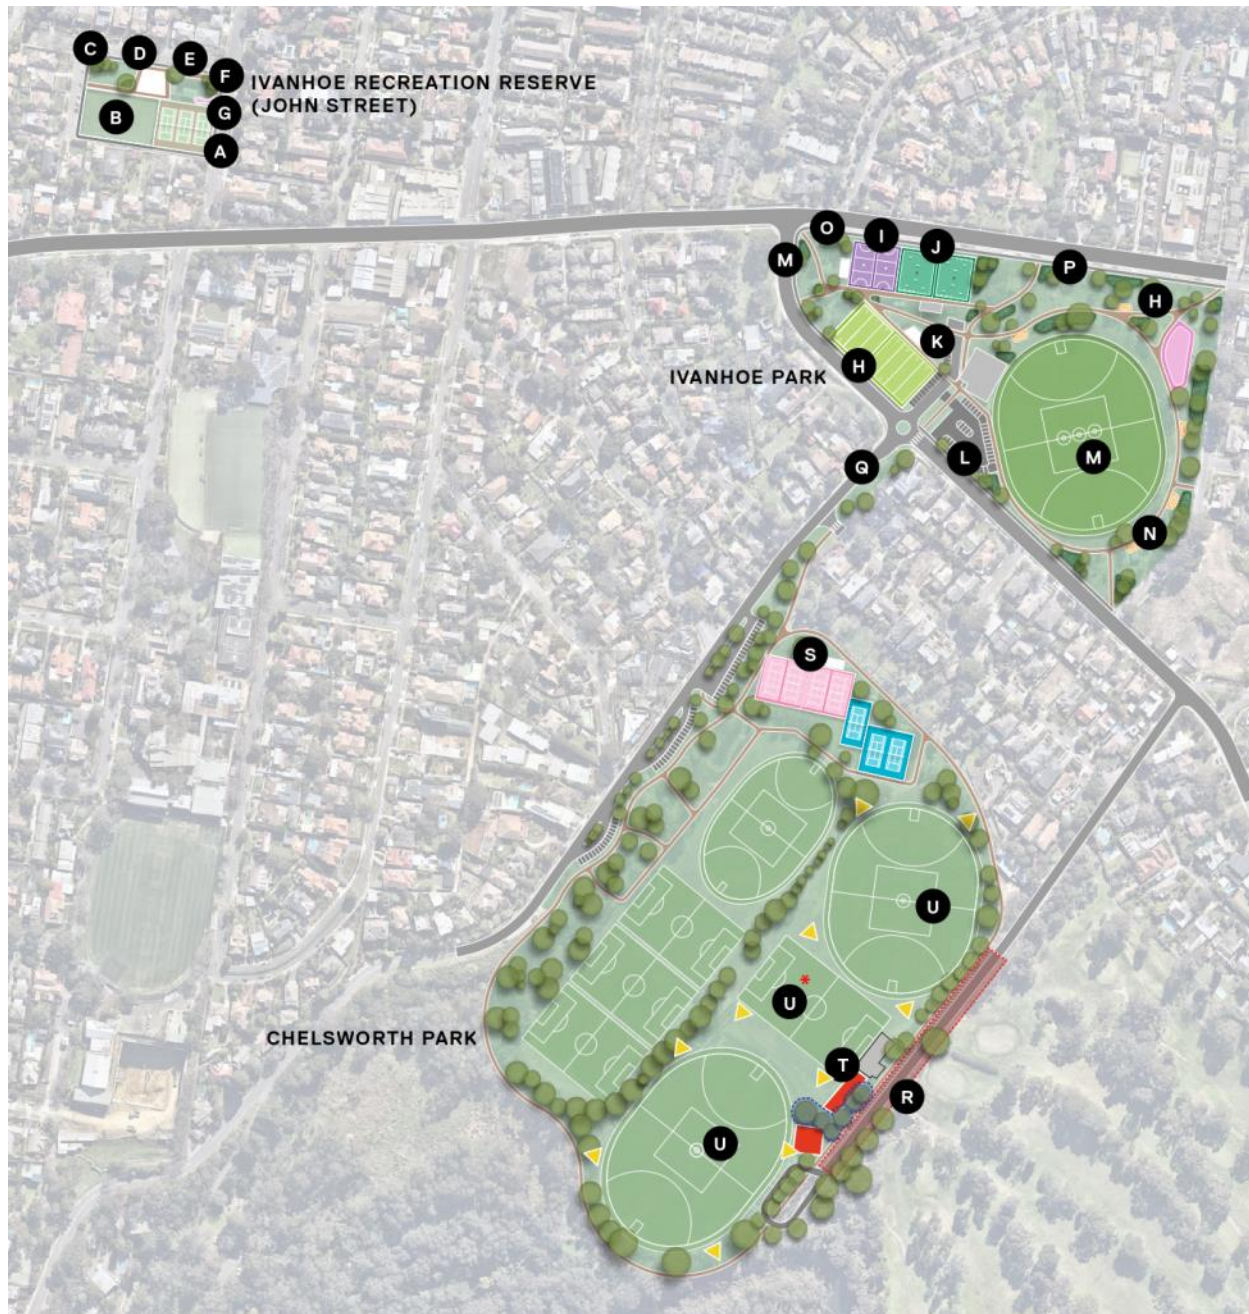 C
D
E
F
IVANHOE RECREATION RESERVE
(JOHN STREET)
B
G
A
O
I
J
M
P
H
K
H
IVANHOE PARK
L
M
Q
N
S
U
*
U
CHELSWORTH PARK
T
R
U